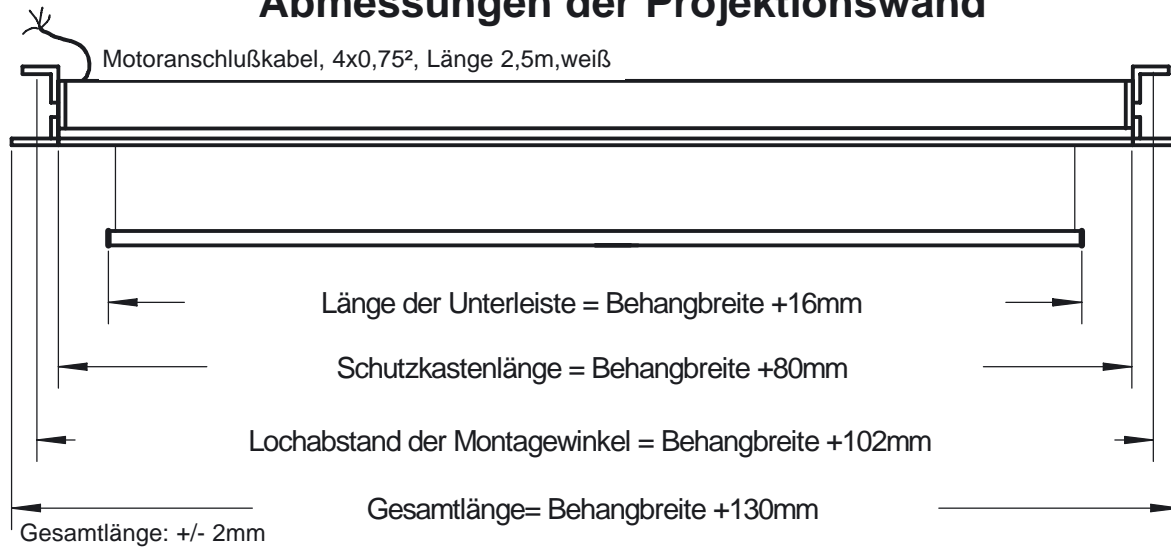 Abmessungen der Projektionswand
Motoranschlußkabel, 4x0,75², Länge 2,5m,weiß
Länge der Unterleiste = Behangbreite +16mm
Schutzkastenlänge = Behangbreite +80mm
Lochabstand der Montagewinkel = Behangbreite +102mm
Gesamtlänge= Behangbreite +130mm
Gesamtlänge: +/- 2mm